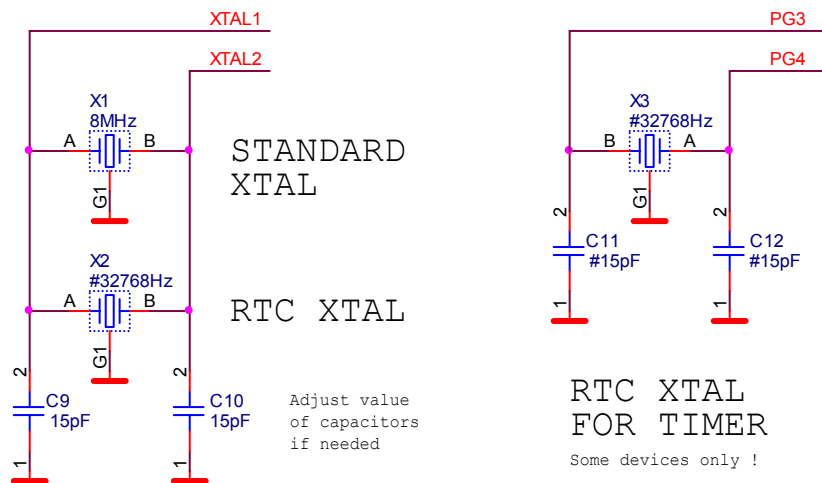 XTAL1
XTAL2
X1
8MHz
A
B
G1
STANDARD
XTAL
X2
#32768Hz
A
B
G1
RTC XTAL
2
C9
15pF
1
2
C10
15pF
1
Adjust value
of capacitors
if needed
PG3
PG4
X3
#32768Hz
B
A
G1
2
C11
#15pF
1
2
C12
#15pF
1
RTC XTAL
FOR TIMER
Some devices only !